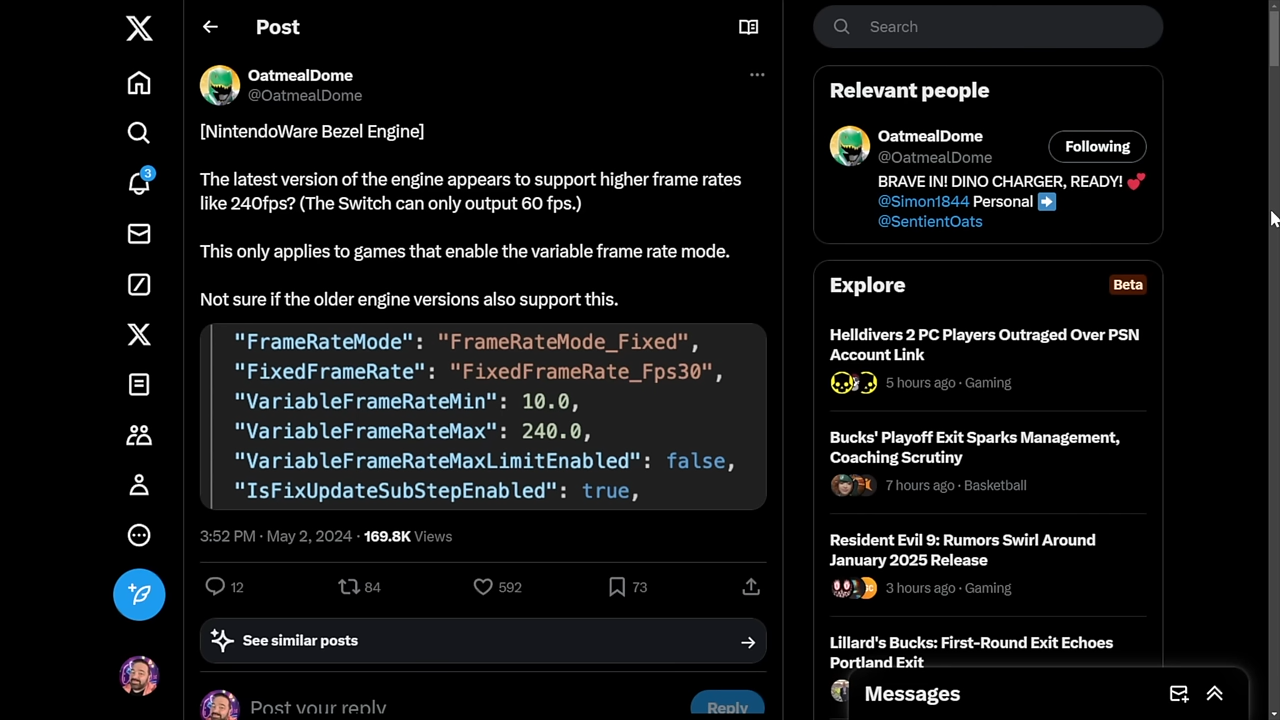 Post
OatmealDome
@OatmealDome
[NintendoWare Bezel Engine]
The latest version of the engine appears to support higher frame rates
like 240fps? (The Switch can only output 60 fps.)
This only applies to games that enable the variable frame rate mode.
Not sure if the older engine versions also support this.
"FrameRateMode": "FrameRateMode_Fixed",
"FixedFrameRate": "FixedFrameRate_Fps30",
"VariableFrameRateMin": 10.0,
"VariableFrameRateMax": 240.0,
"VariableFrameRateMaxLimitEnabled": false,
"IsFixUpdateSubStepEnabled": true,
3:52 PM · May 2, 2024 · 169.8K Views
12 84 592 73
See similar posts
Post your reply
Reply
3
Search
Relevant people
OatmealDome
@OatmealDome
Following
BRAVE IN! DINO CHARGER, READY! 💕
@Simon1844 Personal ➡️
@SentientOats
Explore
Beta
Helldivers 2 PC Players Outraged Over PSN
Account Link
5 hours ago · Gaming
Bucks' Playoff Exit Sparks Management,
Coaching Scrutiny
7 hours ago · Basketball
Resident Evil 9: Rumors Swirl Around
January 2025 Release
3 hours ago · Gaming
Lillard's Bucks: First-Round Exit Echoes
Portland Exit
Messages